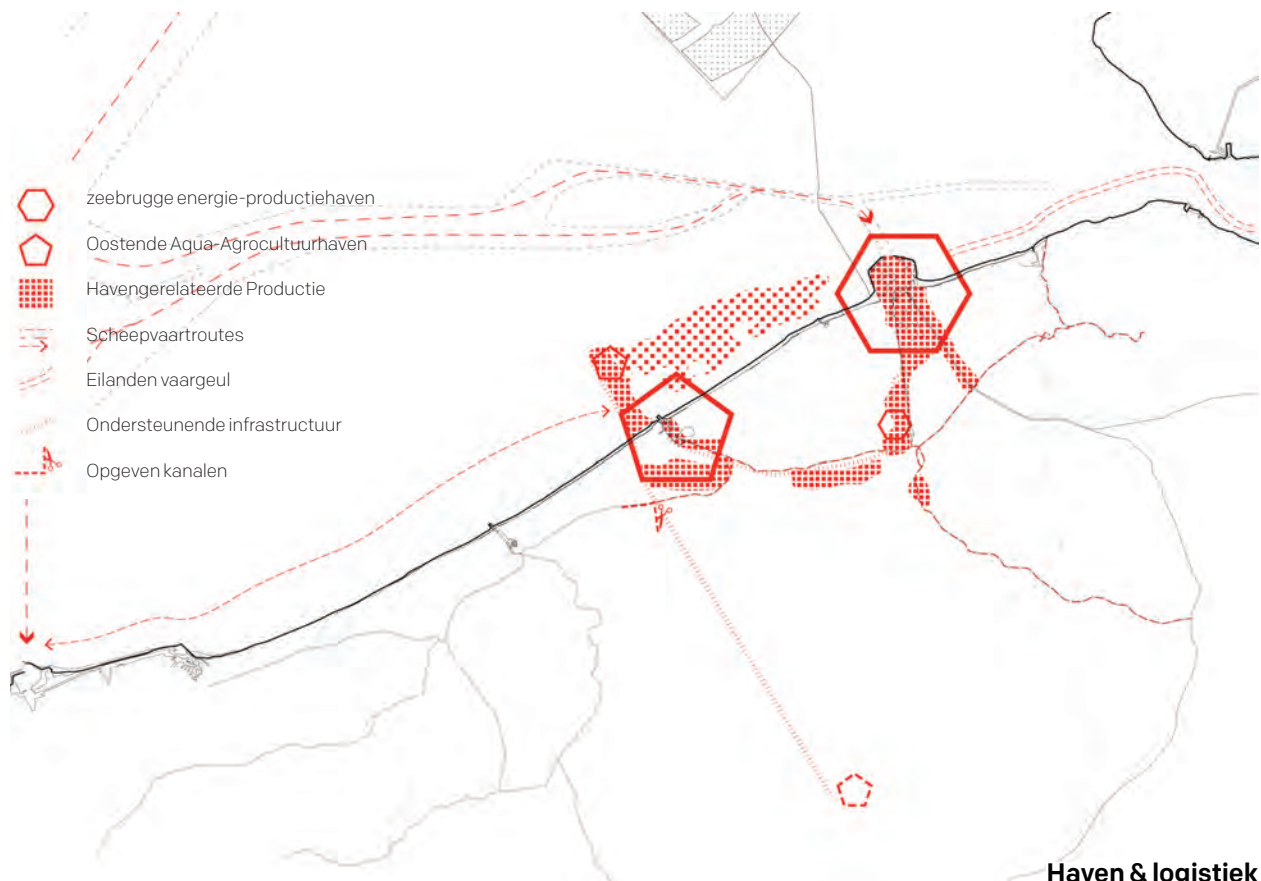 zeebrugge energie-productiehaven
Oostende Aqua-Agrocultuurhaven
Havengerelateerde Productie
Scheepvaartroutes
Eilanden vaargeul
Ondersteunende infrastructuur
Opgeven kanalen
Haven & logistiek